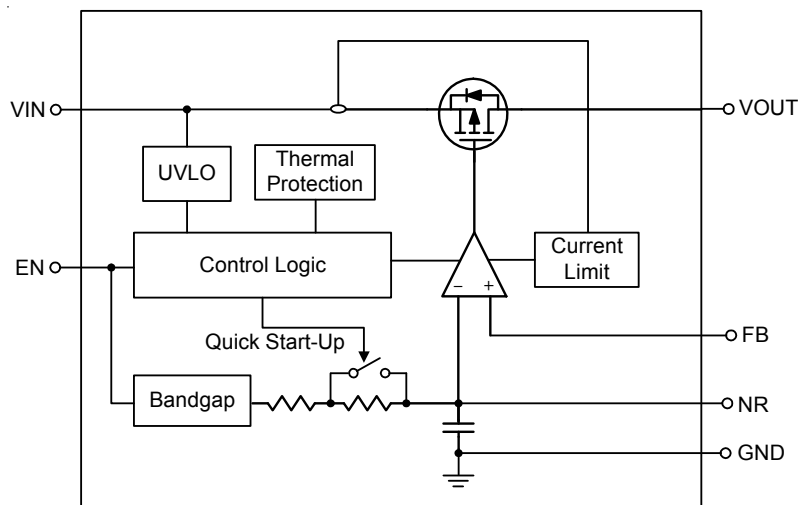 VIN
VOUT
UVLO
Thermal
Protection
EN
Control Logic
Current
Limit
− +
Quick Start-Up
FB
Bandgap
NR
GND